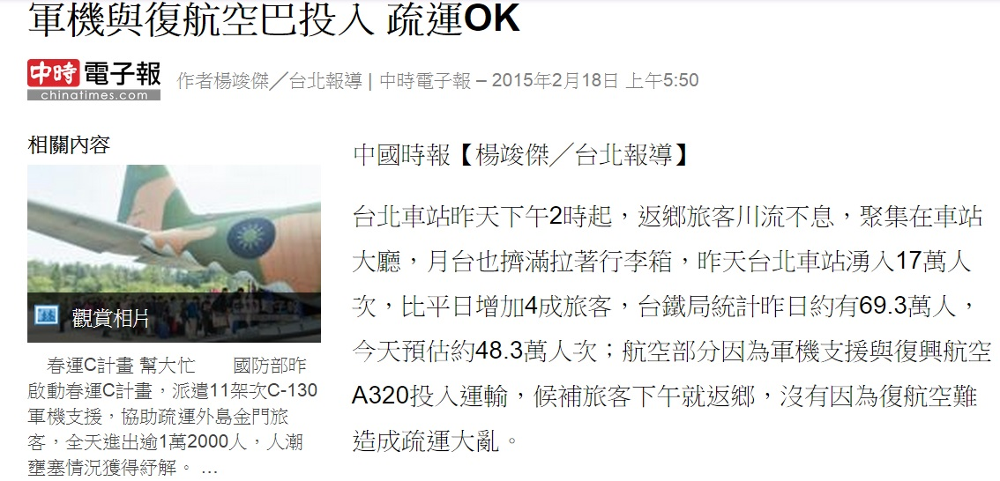 軍機與復航空巴投入 疏運OK
中時電子報
chinatimes.com
作者楊竣傑╱台北報導 | 中時電子報 – 2015年2月18日 上午5:50
相關內容
觀賞相片
春運C計畫 幫大忙 國防部昨
啟動春運C計畫，派遣11架次C-130
軍機支援，協助疏運外島金門旅
客，全天進出逾1萬2000人，人潮
壅塞情況獲得紓解。 ...
中國時報【楊竣傑╱台北報導】
台北車站昨天下午2時起，返鄉旅客川流不息，聚集在車站
大廳，月台也擠滿拉著行李箱，昨天台北車站湧入17萬人
次，比平日增加4成旅客，台鐵局統計昨日約有69.3萬人，
今天預估約48.3萬人次；航空部分因為軍機支援與復興航空
A320投入運輸，候補旅客下午就返鄉，沒有因為復航空難
造成疏運大亂。